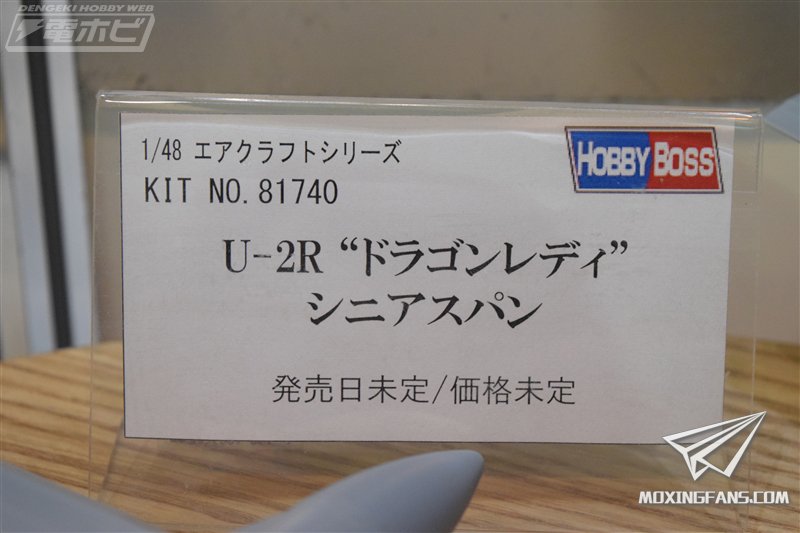 DENGEKI HOBBY WEB
電ホビ
1/48 エアクラフトシリーズ
HOBBY BOSS
KIT NO. 81740
U-2R “ドラゴンレディ”
シニアスパン
発売日未定/価格未定
MOXINGFANS.COM